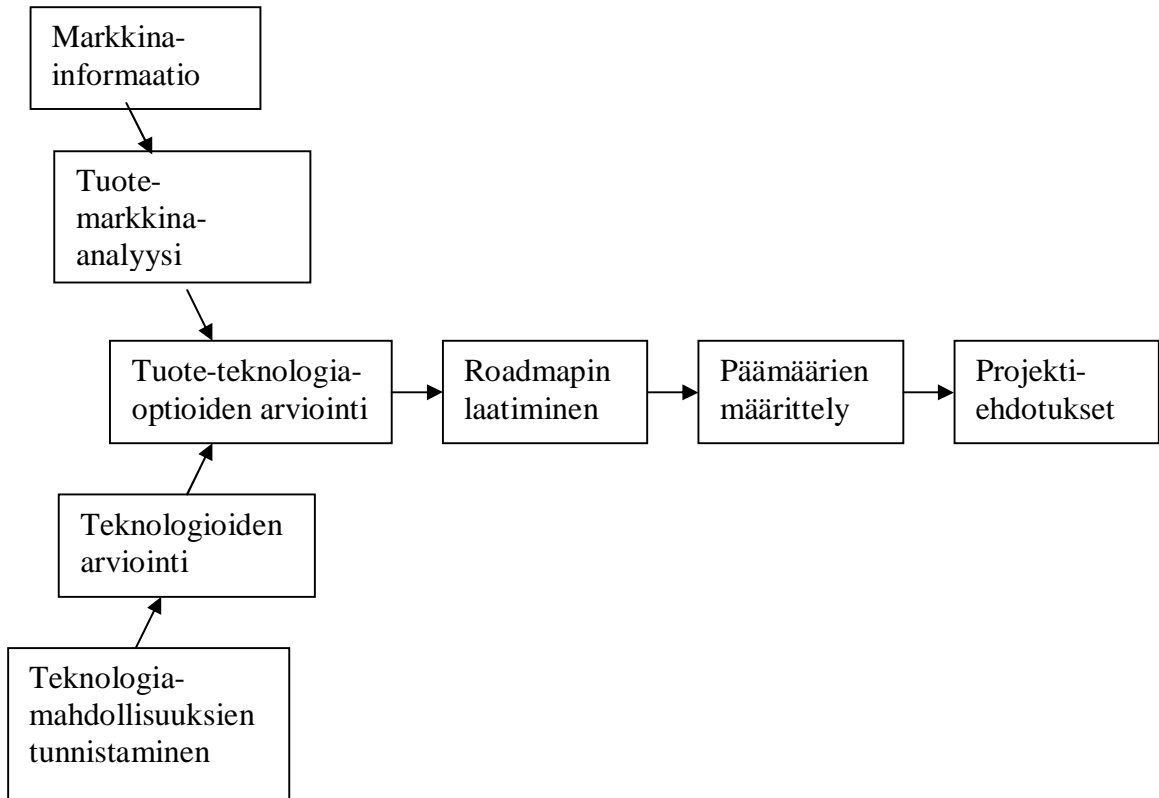 Markkina-
informaatio
Tuote-
markkina-
analyysi
Tuote-teknologia-
optioiden arviointi
Roadmapin
laatiminen
Päämäärien
määrittely
Projekti-
ehdotukset
Teknologioiden
arviointi
Teknologia-
mahdollisuuksien
tunnistaminen